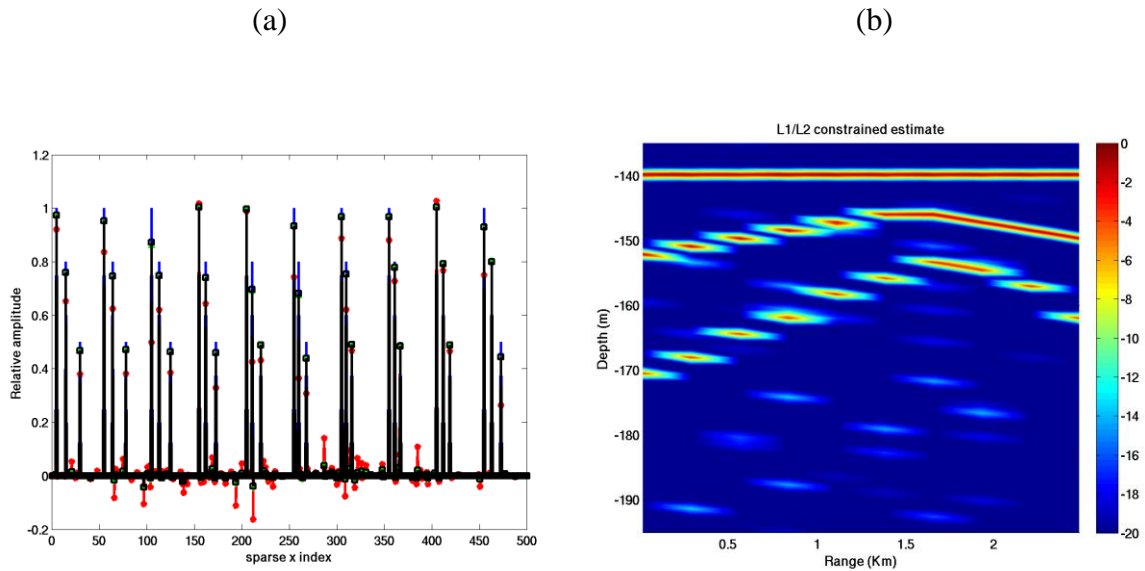 (a)
(b)
L1/L2 constrained estimate
1.2
1
0.8
0.6
0.4
0.2
0
-0.2
Relative amplitude
0 50 100 150 200 250 300 350 400 450 500
sparse x index
-140
-150
-160
-170
-180
-190
Depth (m)
0.5 1 1.5 2
Range (Km)
0
-2
-4
-6
-8
-10
-12
-14
-16
-18
-20